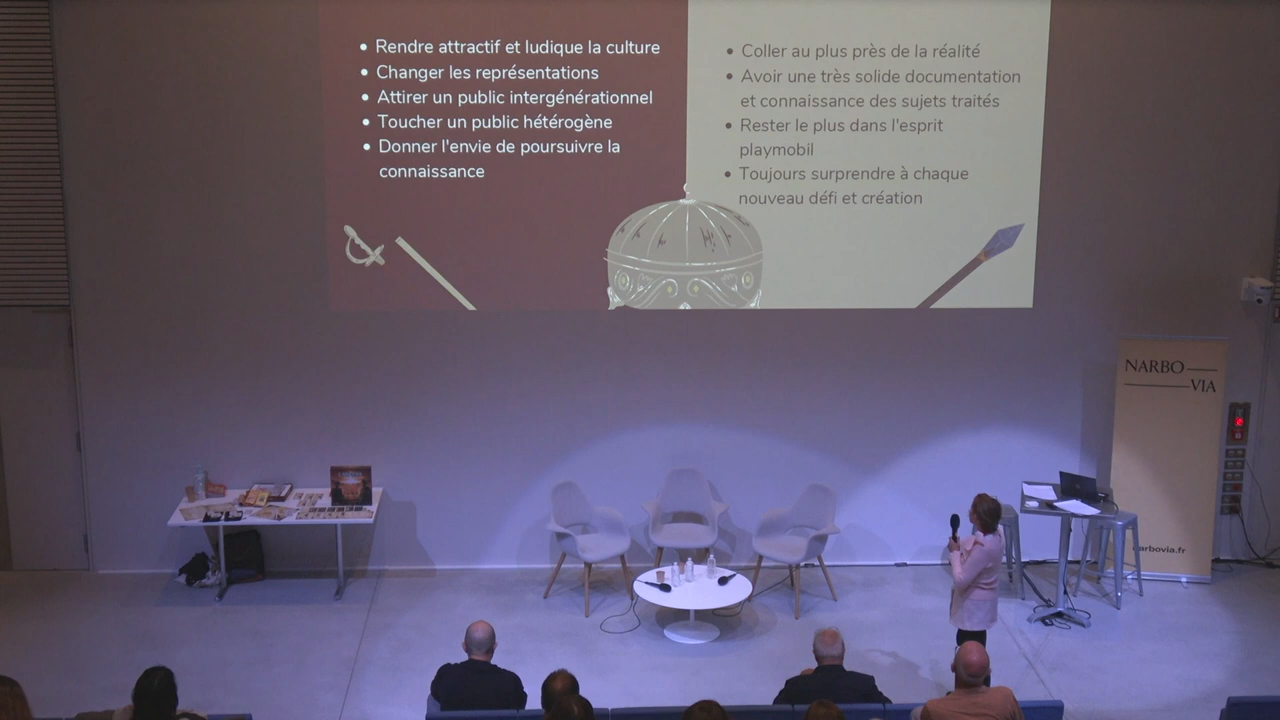 • Rendre attractif et ludique la culture
• Changer les représentations
• Attirer un public intergénérationnel
• Toucher un public hétérogène
• Donner l'envie de poursuivre la
connaissance
• Coller au plus près de la réalité
• Avoir une très solide documentation
et connaissance des sujets traités
• Rester le plus dans l'esprit
playmobil
• Toujours surprendre à chaque
nouveau défi et création
NARBO
VIA
narbovia.fr